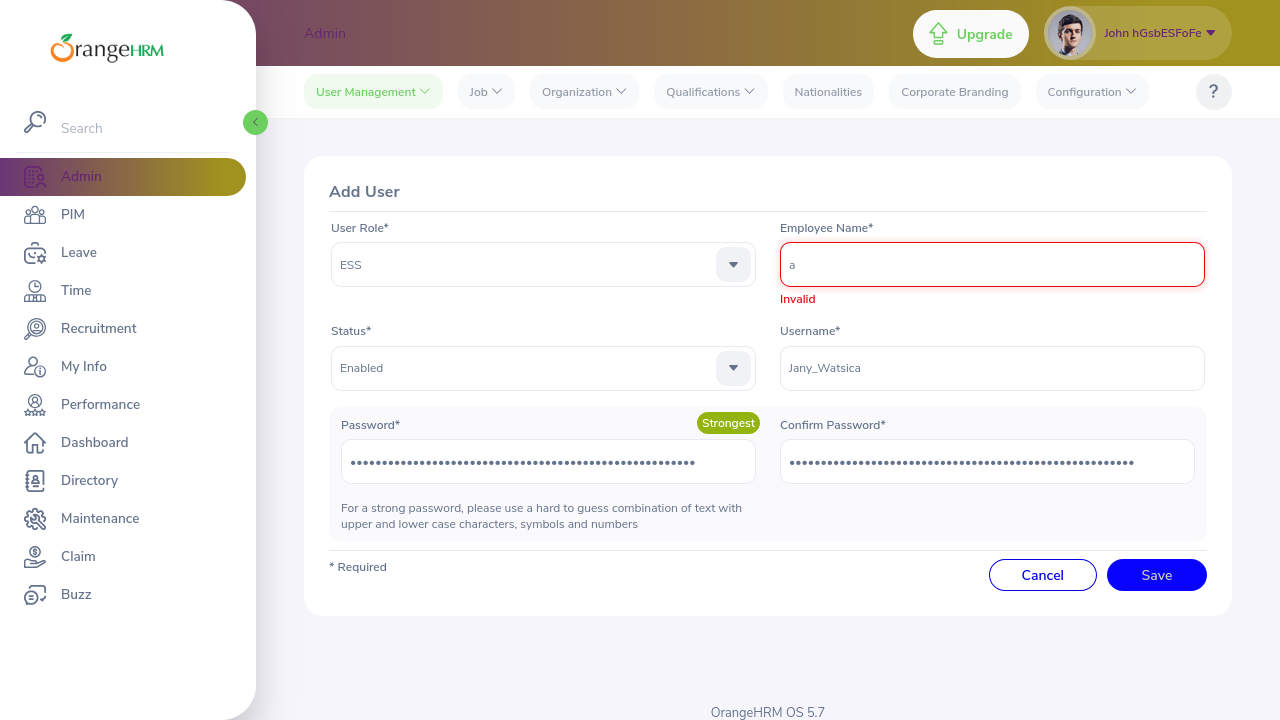 OrangeHRM
Search
Admin
PIM
Leave
Time
Recruitment
My Info
Performance
Dashboard
Directory
Maintenance
Claim
Buzz
Admin
Upgrade
John hGsbESFoFe
User Management
Job
Organization
Qualifications
Nationalities
Corporate Branding
Configuration
?
Add User
User Role*
ESS
Employee Name*
a
Invalid
Status*
Enabled
Username*
Jany_Watsica
Password*
Strongest
Confirm Password*
For a strong password, please use a hard to guess combination of text with
upper and lower case characters, symbols and numbers
* Required
Cancel
Save
OrangeHRM OS 5.7